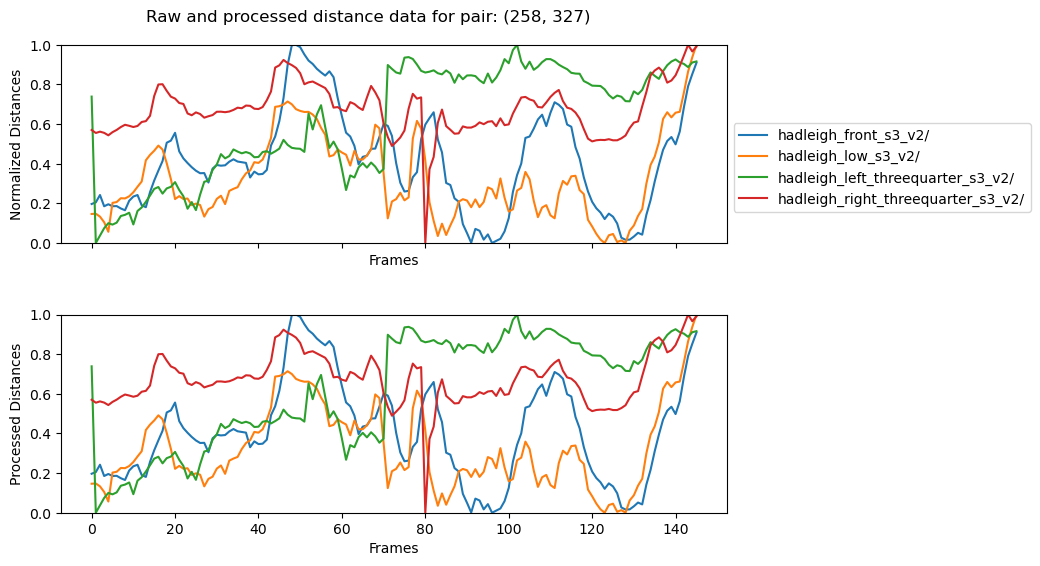 Raw and processed distance data for pair: (258, 327)
1.0
0.8
0.6
0.4
0.2
0.0
Normalized Distances
Frames
hadleigh_front_s3_v2/
hadleigh_low_s3_v2/
hadleigh_left_threequarter_s3_v2/
hadleigh_right_threequarter_s3_v2/
1.0
0.8
0.6
0.4
0.2
0.0
Processed Distances
0 20 40 60 80 100 120 140
Frames